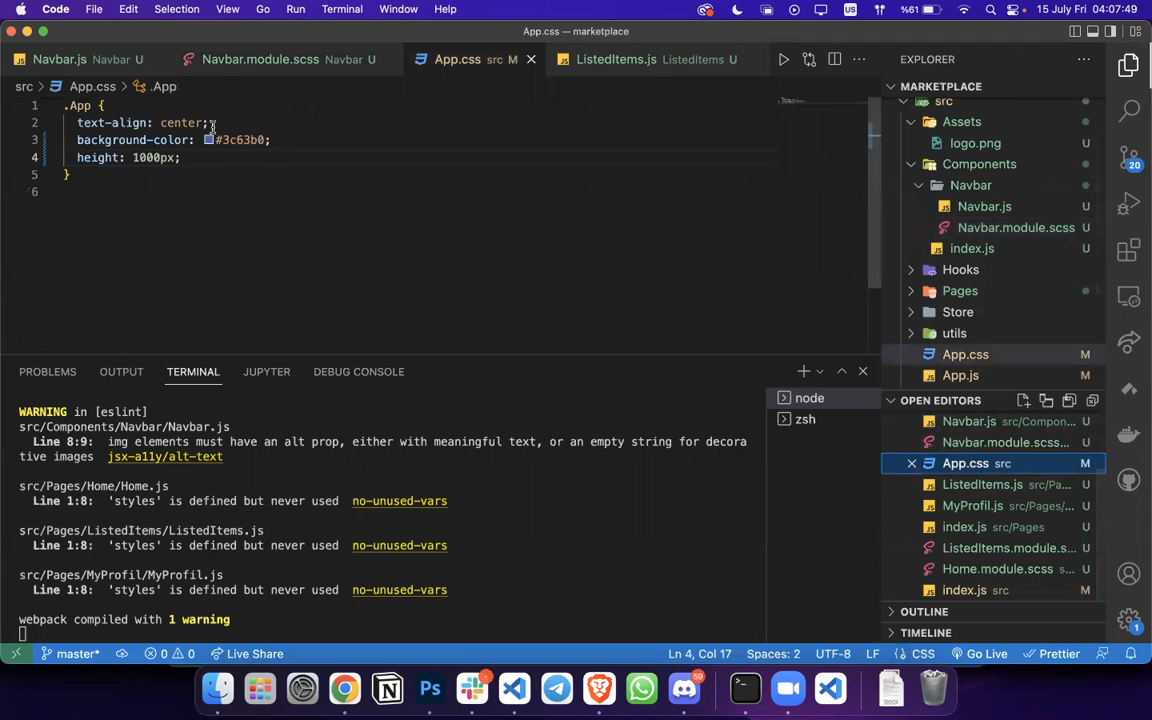 Code File Edit Selection View Go Run Terminal Window Help %61 US 15 July Fri 04:07:49
App.css — marketplace
Navbar.js Navbar U Navbar.module.scss Navbar U App.css src M ListedItems.js ListedItems U
src > App.css > .App
1 .App {
2 text-align: center;
3 background-color: #3c63b0;
4 height: 1000px;
5 }
6
EXPLORER
MARKETPLACE
src
Assets
logo.png U
Components
Navbar
Navbar.js U
Navbar.module.scss U
index.js U
Hooks
Pages
Store
utils
App.css M
App.js M
OPEN EDITORS
Navbar.js src/Compon... U
Navbar.module.scss... U
App.css src M
ListedItems.js src/Pa... U
MyProfil.js src/Pages/... U
index.js src/Pages U
ListedItems.module.s... U
Home.module.scss s... U
index.js src M
OUTLINE
TIMELINE
20
1
PROBLEMS OUTPUT TERMINAL JUPYTER DEBUG CONSOLE
node
zsh
WARNING in [eslint]
src/Components/Navbar/Navbar.js
Line 8:9: img elements must have an alt prop, either with meaningful text, or an empty string for decora
tive images jsx-a11y/alt-text
src/Pages/Home/Home.js
Line 1:8: 'styles' is defined but never used no-unused-vars
src/Pages/ListedItems/ListedItems.js
Line 1:8: 'styles' is defined but never used no-unused-vars
src/Pages/MyProfil/MyProfil.js
Line 1:8: 'styles' is defined but never used no-unused-vars
webpack compiled with 1 warning
master* 0 0 Live Share Ln 4, Col 17 Spaces: 2 UTF-8 LF CSS Go Live Prettier
Ps 1 59